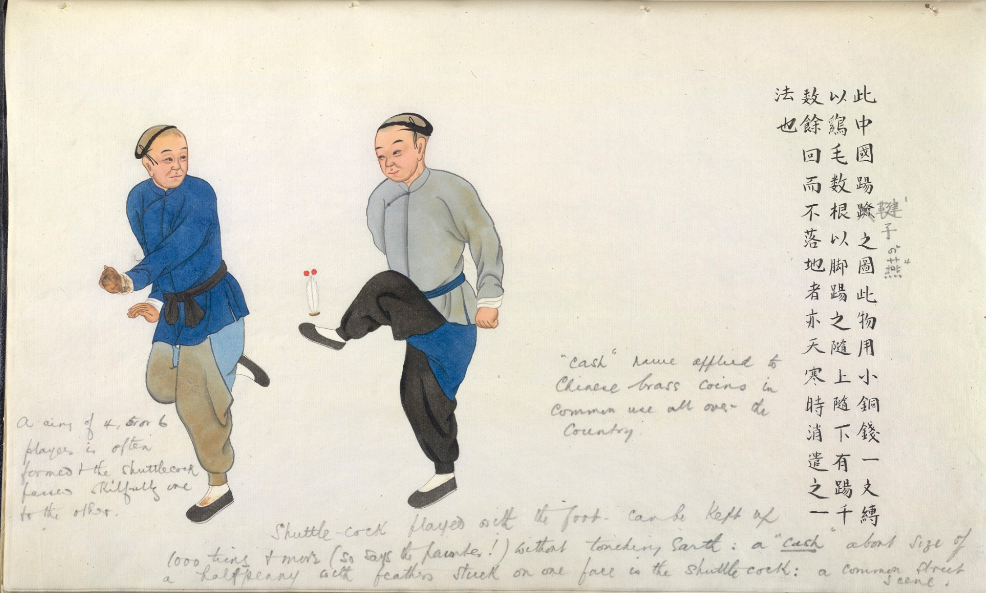 此中國踢之圖此物用小銅錢一文縛
以鷄毛数根以脚踢之隨上隨下有踢千
数餘回而不落地者亦天寒時消遣之一
法也
子
燕
"Cash" name applied to
Chinese brass coins in
Common use all over the
Country.
A ring of 4, 5 or 6
players is often
formed & the shuttlecock
passes skilfully one
to the other.
Shuttle-cock played with the foot - can be kept up
1000 times & more (so says the painter!) without touching earth: a "cash" about size of
a halfpenny with feathers stuck on one face is the shuttlecock: a common street
scene.